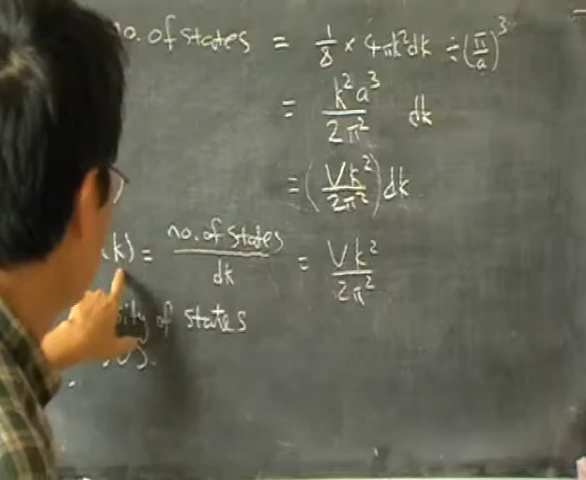 no. of states = 1/8 × 4πk²dk ÷ (π/a)³
= k²a³/2π² dk
= (Vk²/2π²)dk
(k) = no. of states/dk = Vk²/2π²
of states